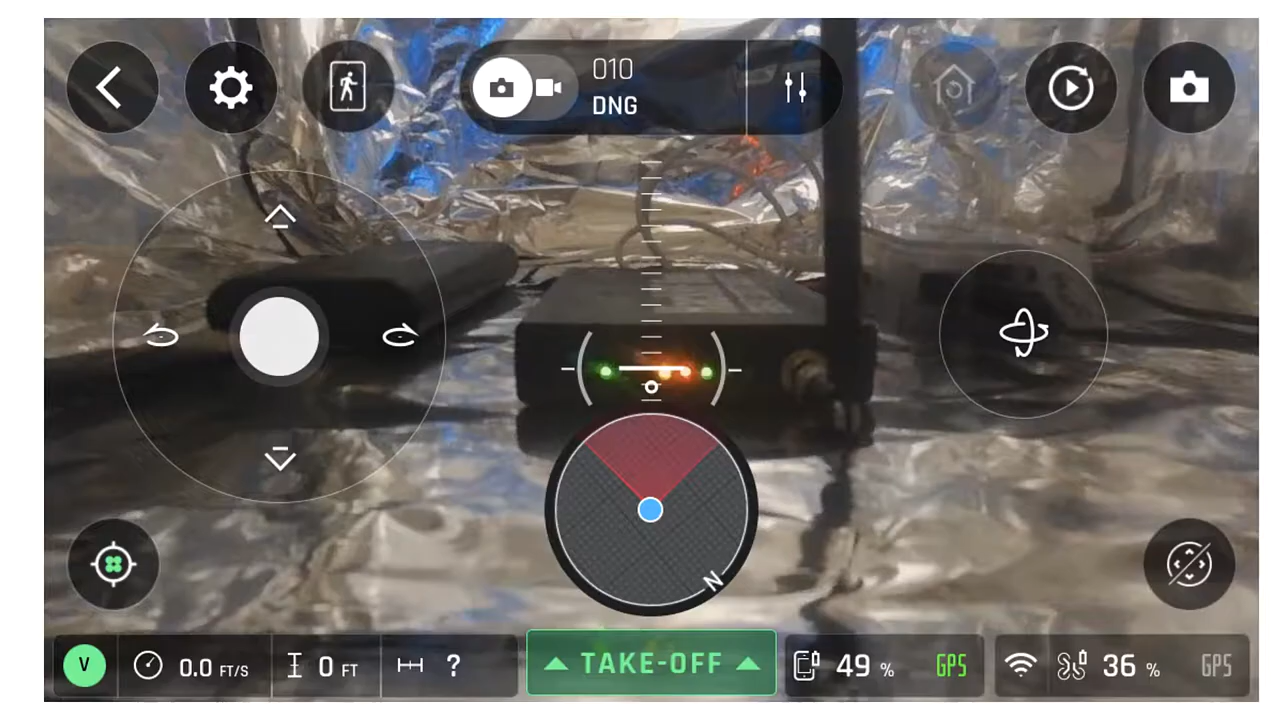 010
DNG
N
V
0.0 FT/S
0 FT
?
TAKE-OFF
49 %
GPS
36 %
GPS